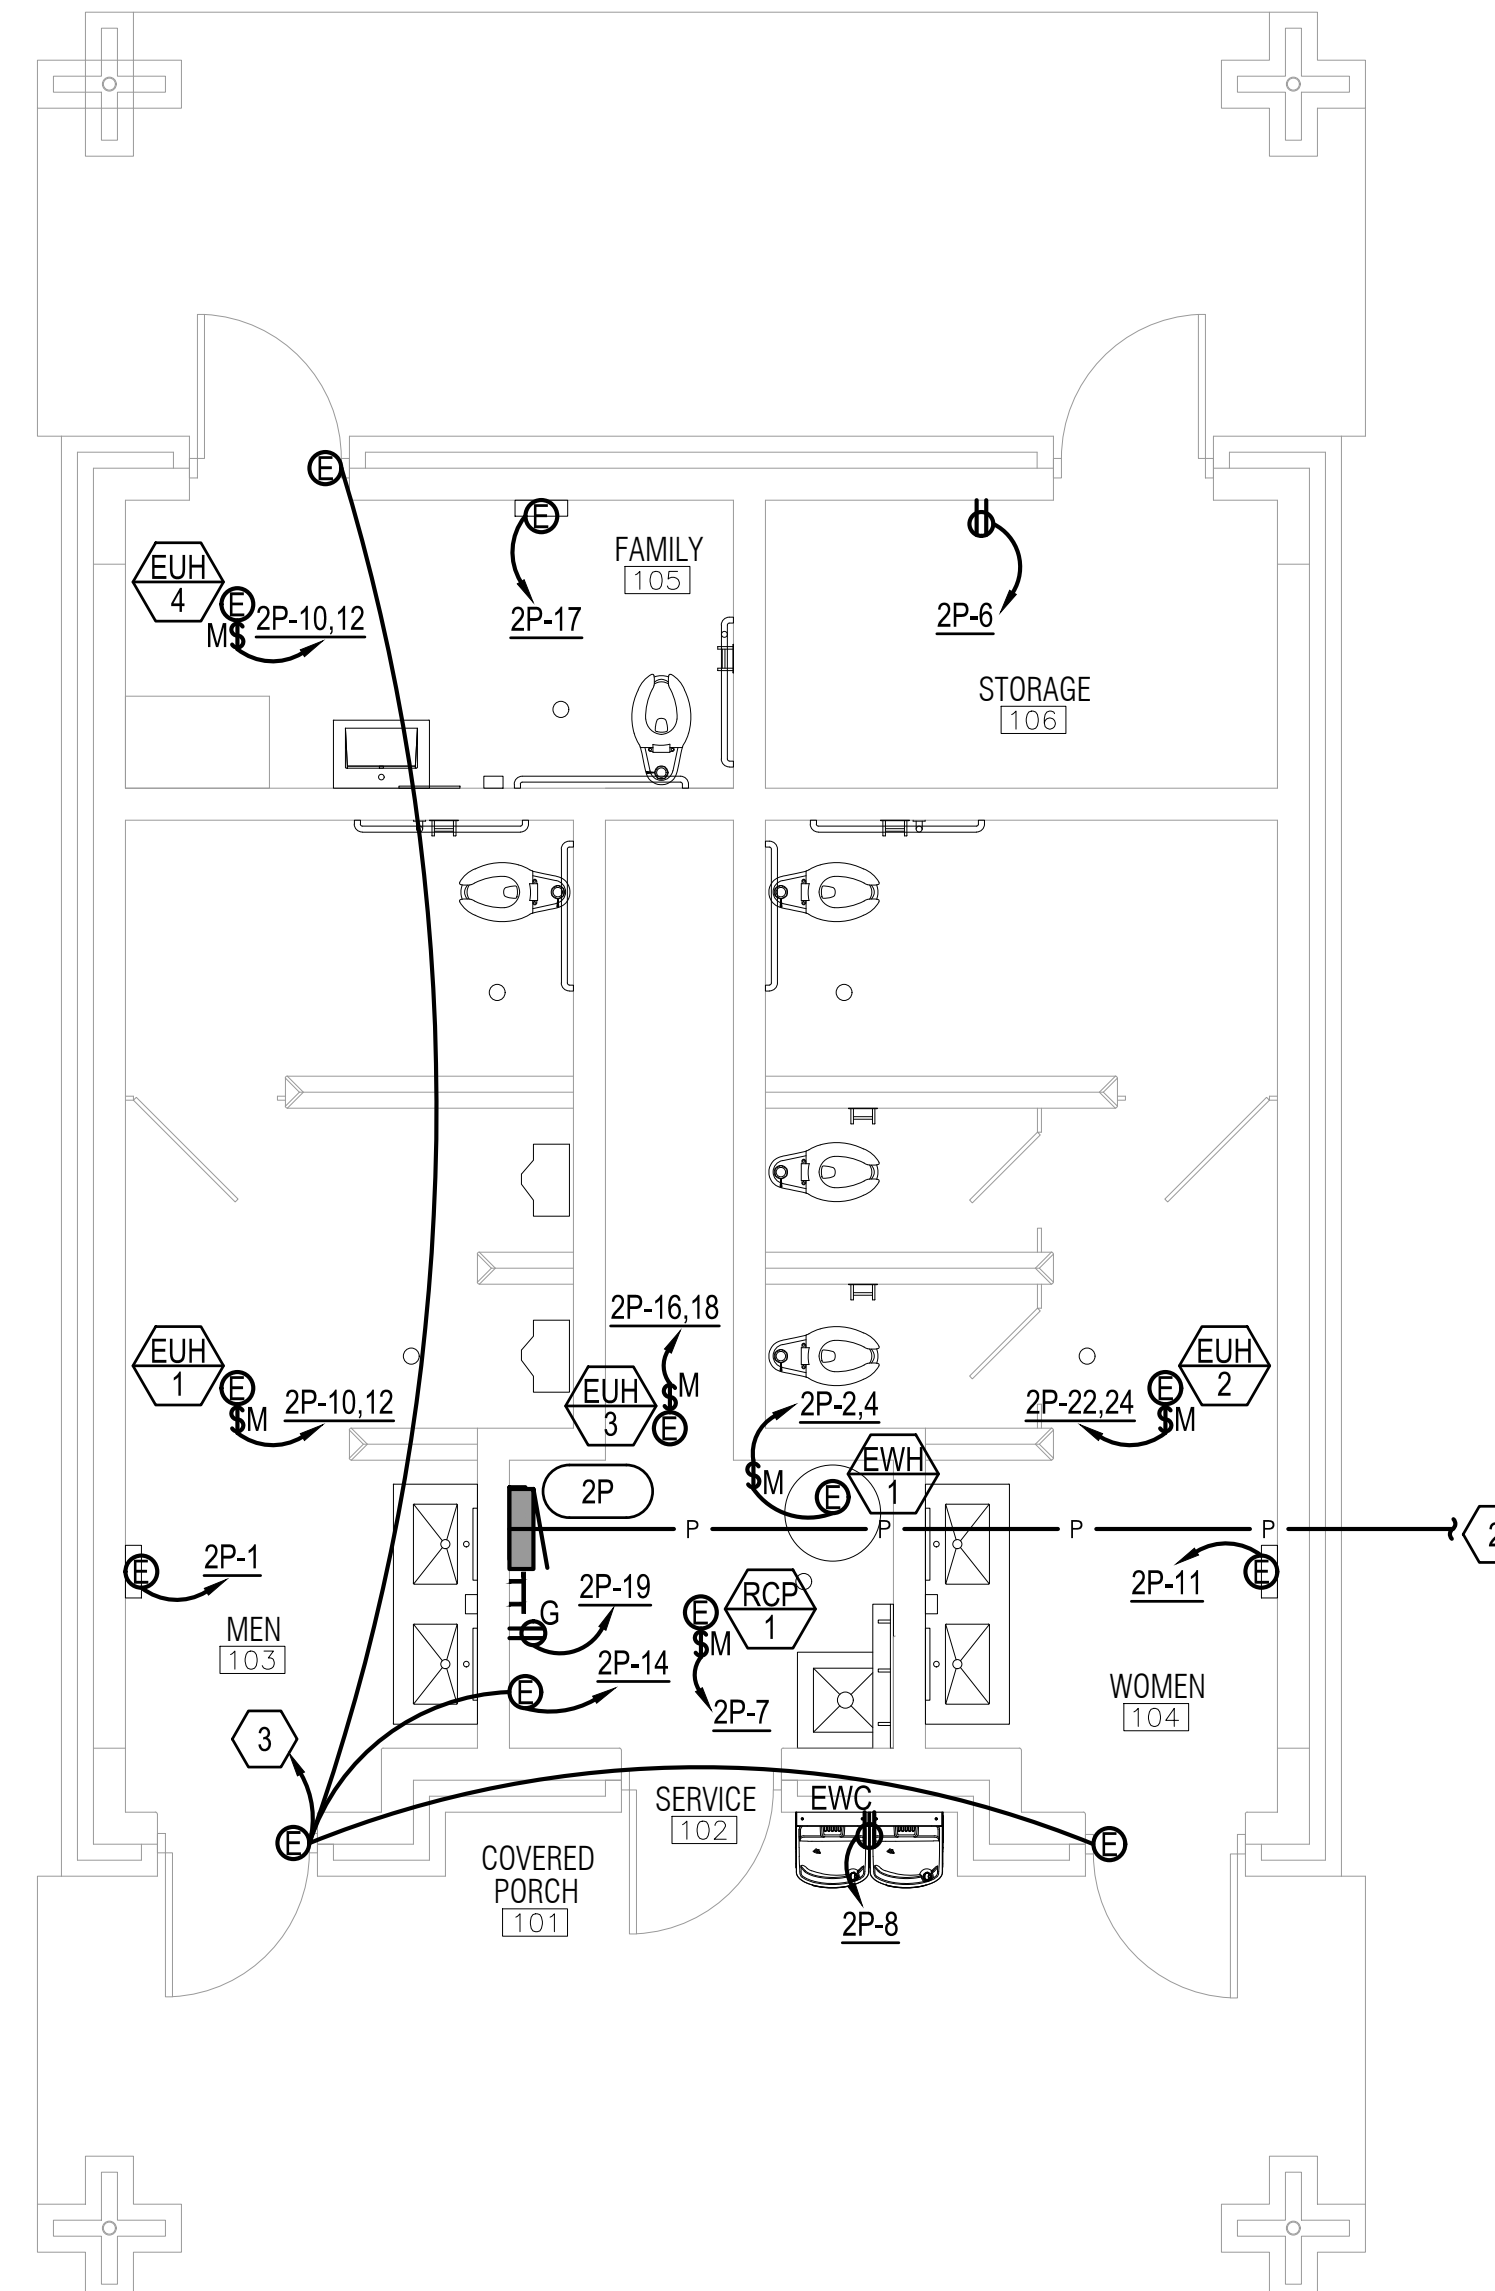 E
E
FAMILY
105
EUH
4
E
2P-10,12
M$
2P-17
2P-6
STORAGE
106
2P-16,18
EUH
1
E
$M
2P-10,12
EUH
3
M
$
E
2P-2,4
2P-22,24
E
$M
EUH
2
EWH
1
$M
E
2P
P
P
P
P
2
E
2P-1
2P-19
G
E
$M
RCP
1
2P-11
E
MEN
103
2P-14
E
2P-7
WOMEN
104
3
SERVICE
102
EWC
E
E
COVERED
PORCH
101
2P-8